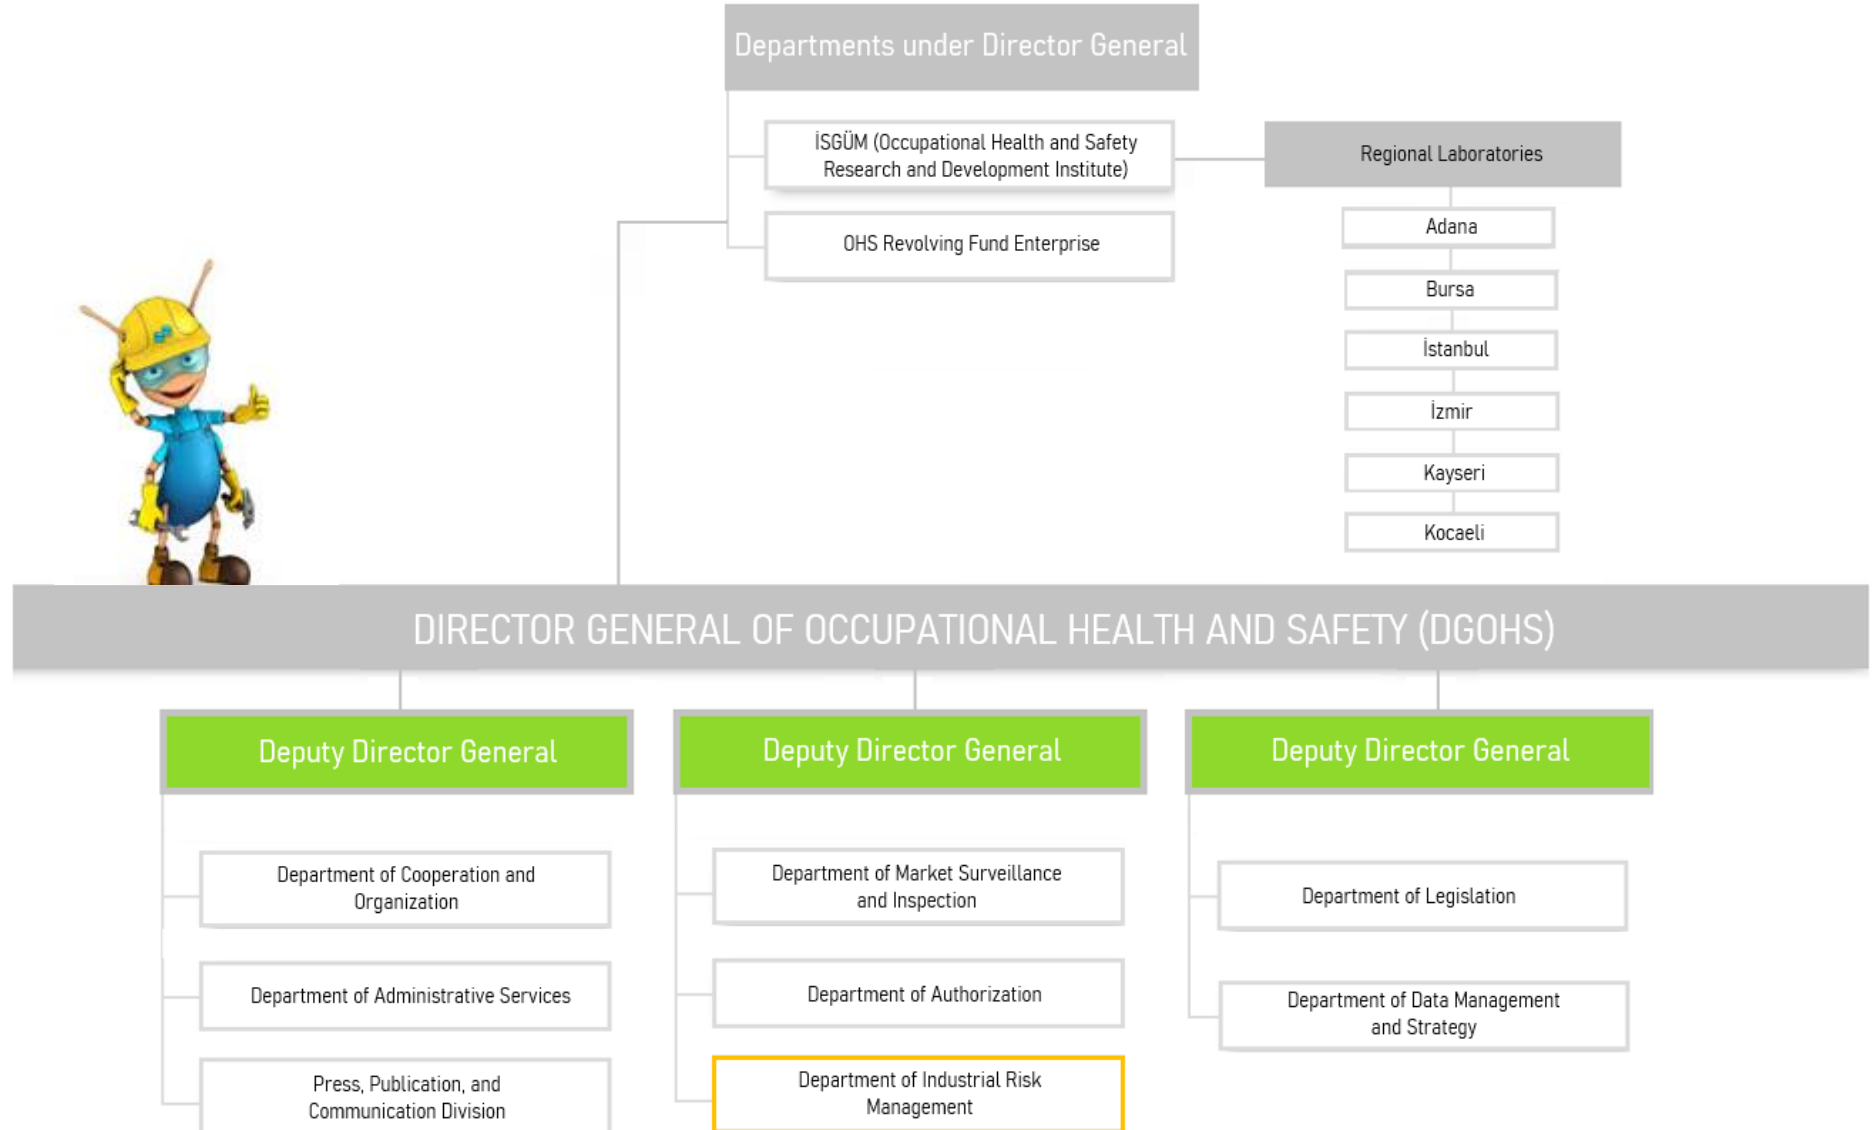 Departments under Director General
İSGÜM (Occupational Health and Safety
Research and Development Institute)
OHS Revolving Fund Enterprise
Regional Laboratories
Adana
Bursa
İstanbul
İzmir
Kayseri
Kocaeli
DIRECTOR GENERAL OF OCCUPATIONAL HEALTH AND SAFETY (DGOHS)
Deputy Director General
Department of Cooperation and
Organization
Department of Administrative Services
Press, Publication, and
Communication Division
Deputy Director General
Department of Market Surveillance
and Inspection
Department of Authorization
Department of Industrial Risk
Management
Deputy Director General
Department of Legislation
Department of Data Management
and Strategy